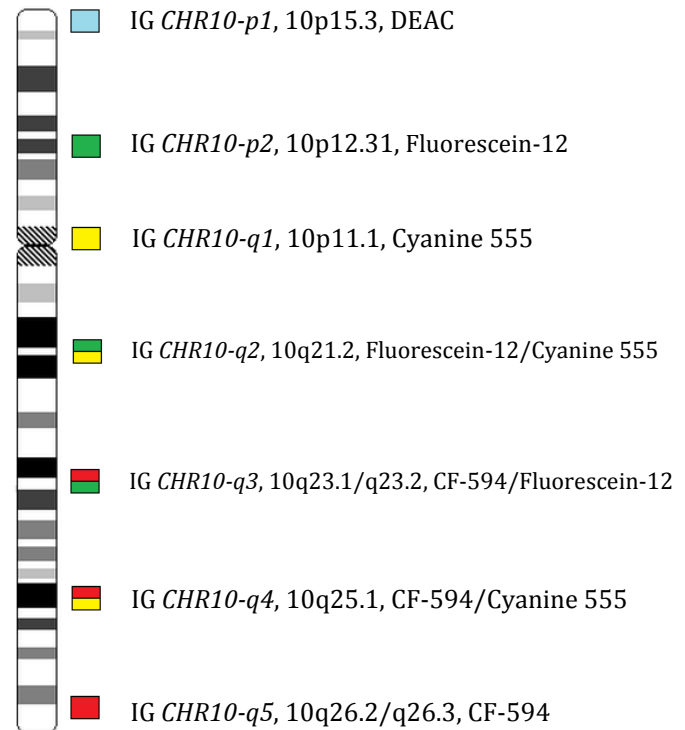 IG CHR10-p1, 10p15.3, DEAC
IG CHR10-p2, 10p12.31, Fluorescein-12
IG CHR10-q1, 10p11.1, Cyanine 555
IG CHR10-q2, 10q21.2, Fluorescein-12/Cyanine 555
IG CHR10-q3, 10q23.1/q23.2, CF-594/Fluorescein-12
IG CHR10-q4, 10q25.1, CF-594/Cyanine 555
IG CHR10-q5, 10q26.2/q26.3, CF-594